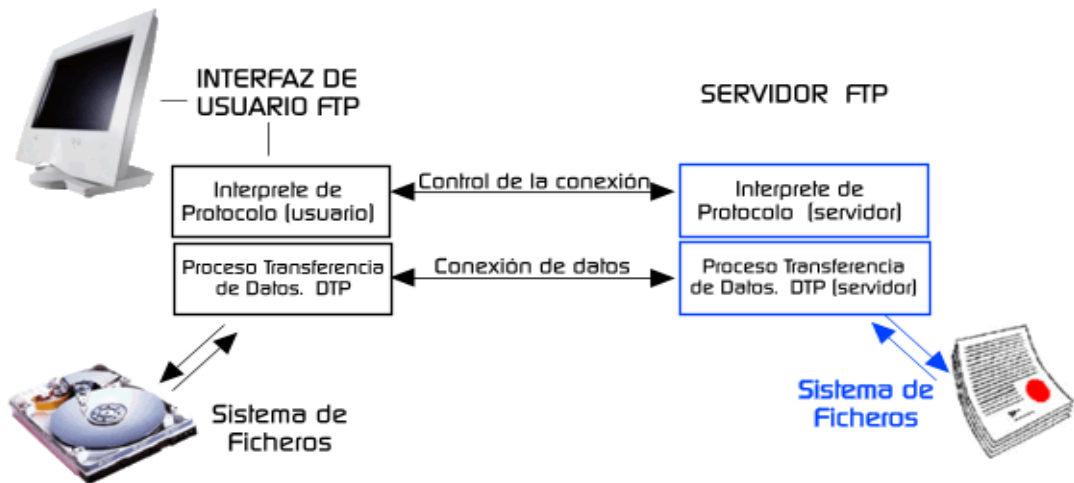 INTERFAZ DE
USUARIO FTP
SERVIDOR FTP
Interprete de
Protocolo (usuario)
Control de la conexión
Interprete de
Protocolo (servidor)
Proceso Transferencia
de Datos. DTP
Conexión de datos
Proceso Transferencia
de Datos. DTP (servidor)
Sistema de
Ficheros
Sistema de
Ficheros